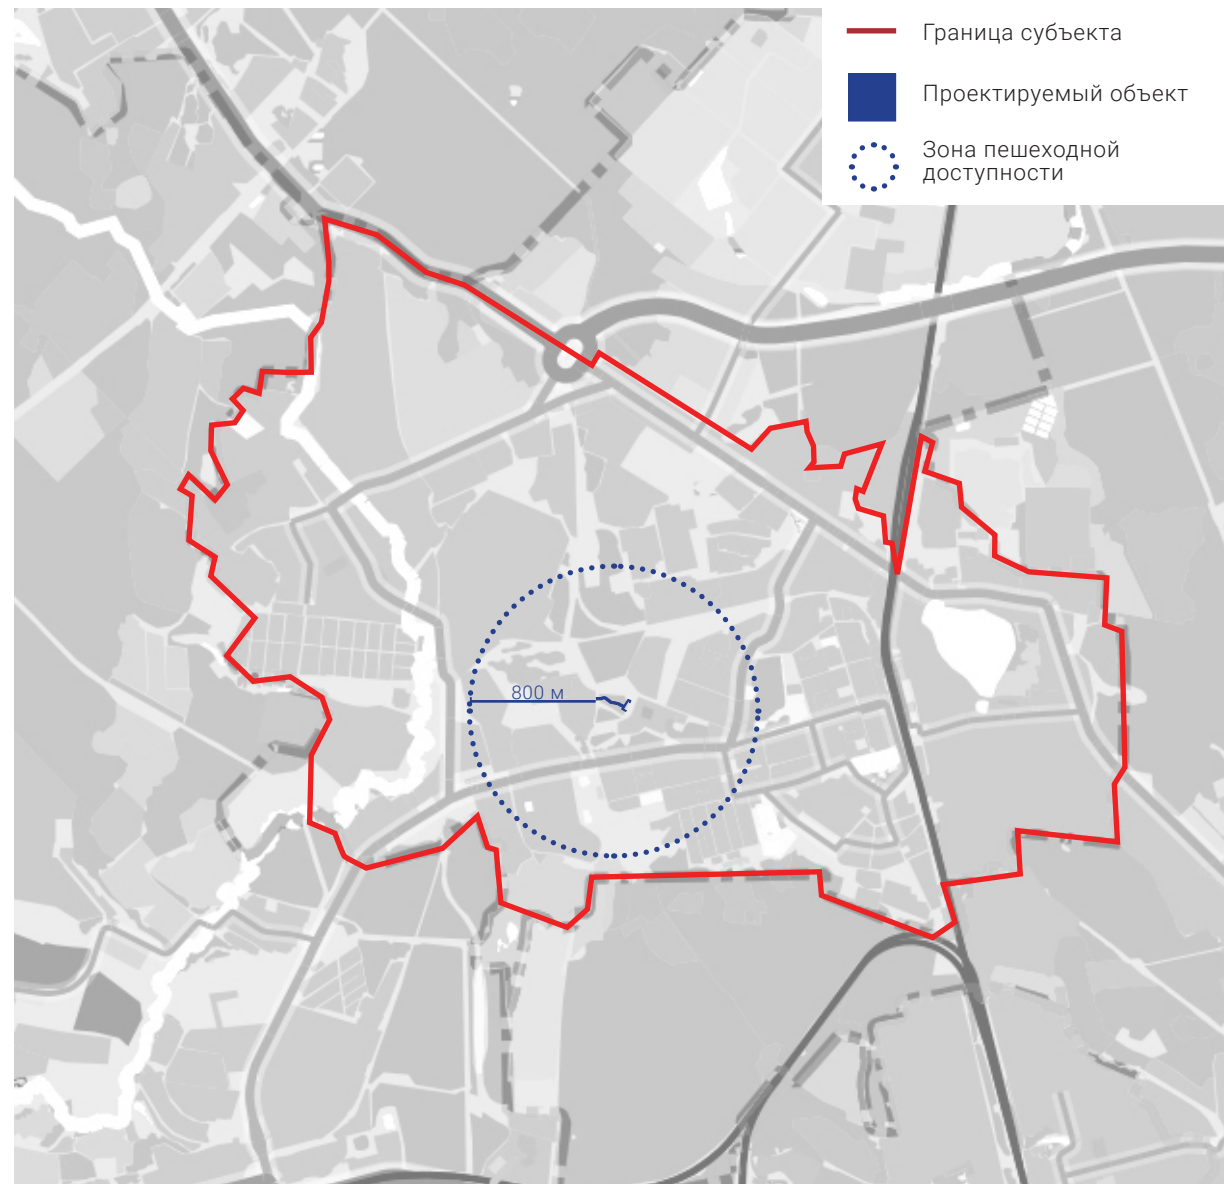 Граница субъекта
Проектируемый объект
Зона пешеходной
доступности
800 м